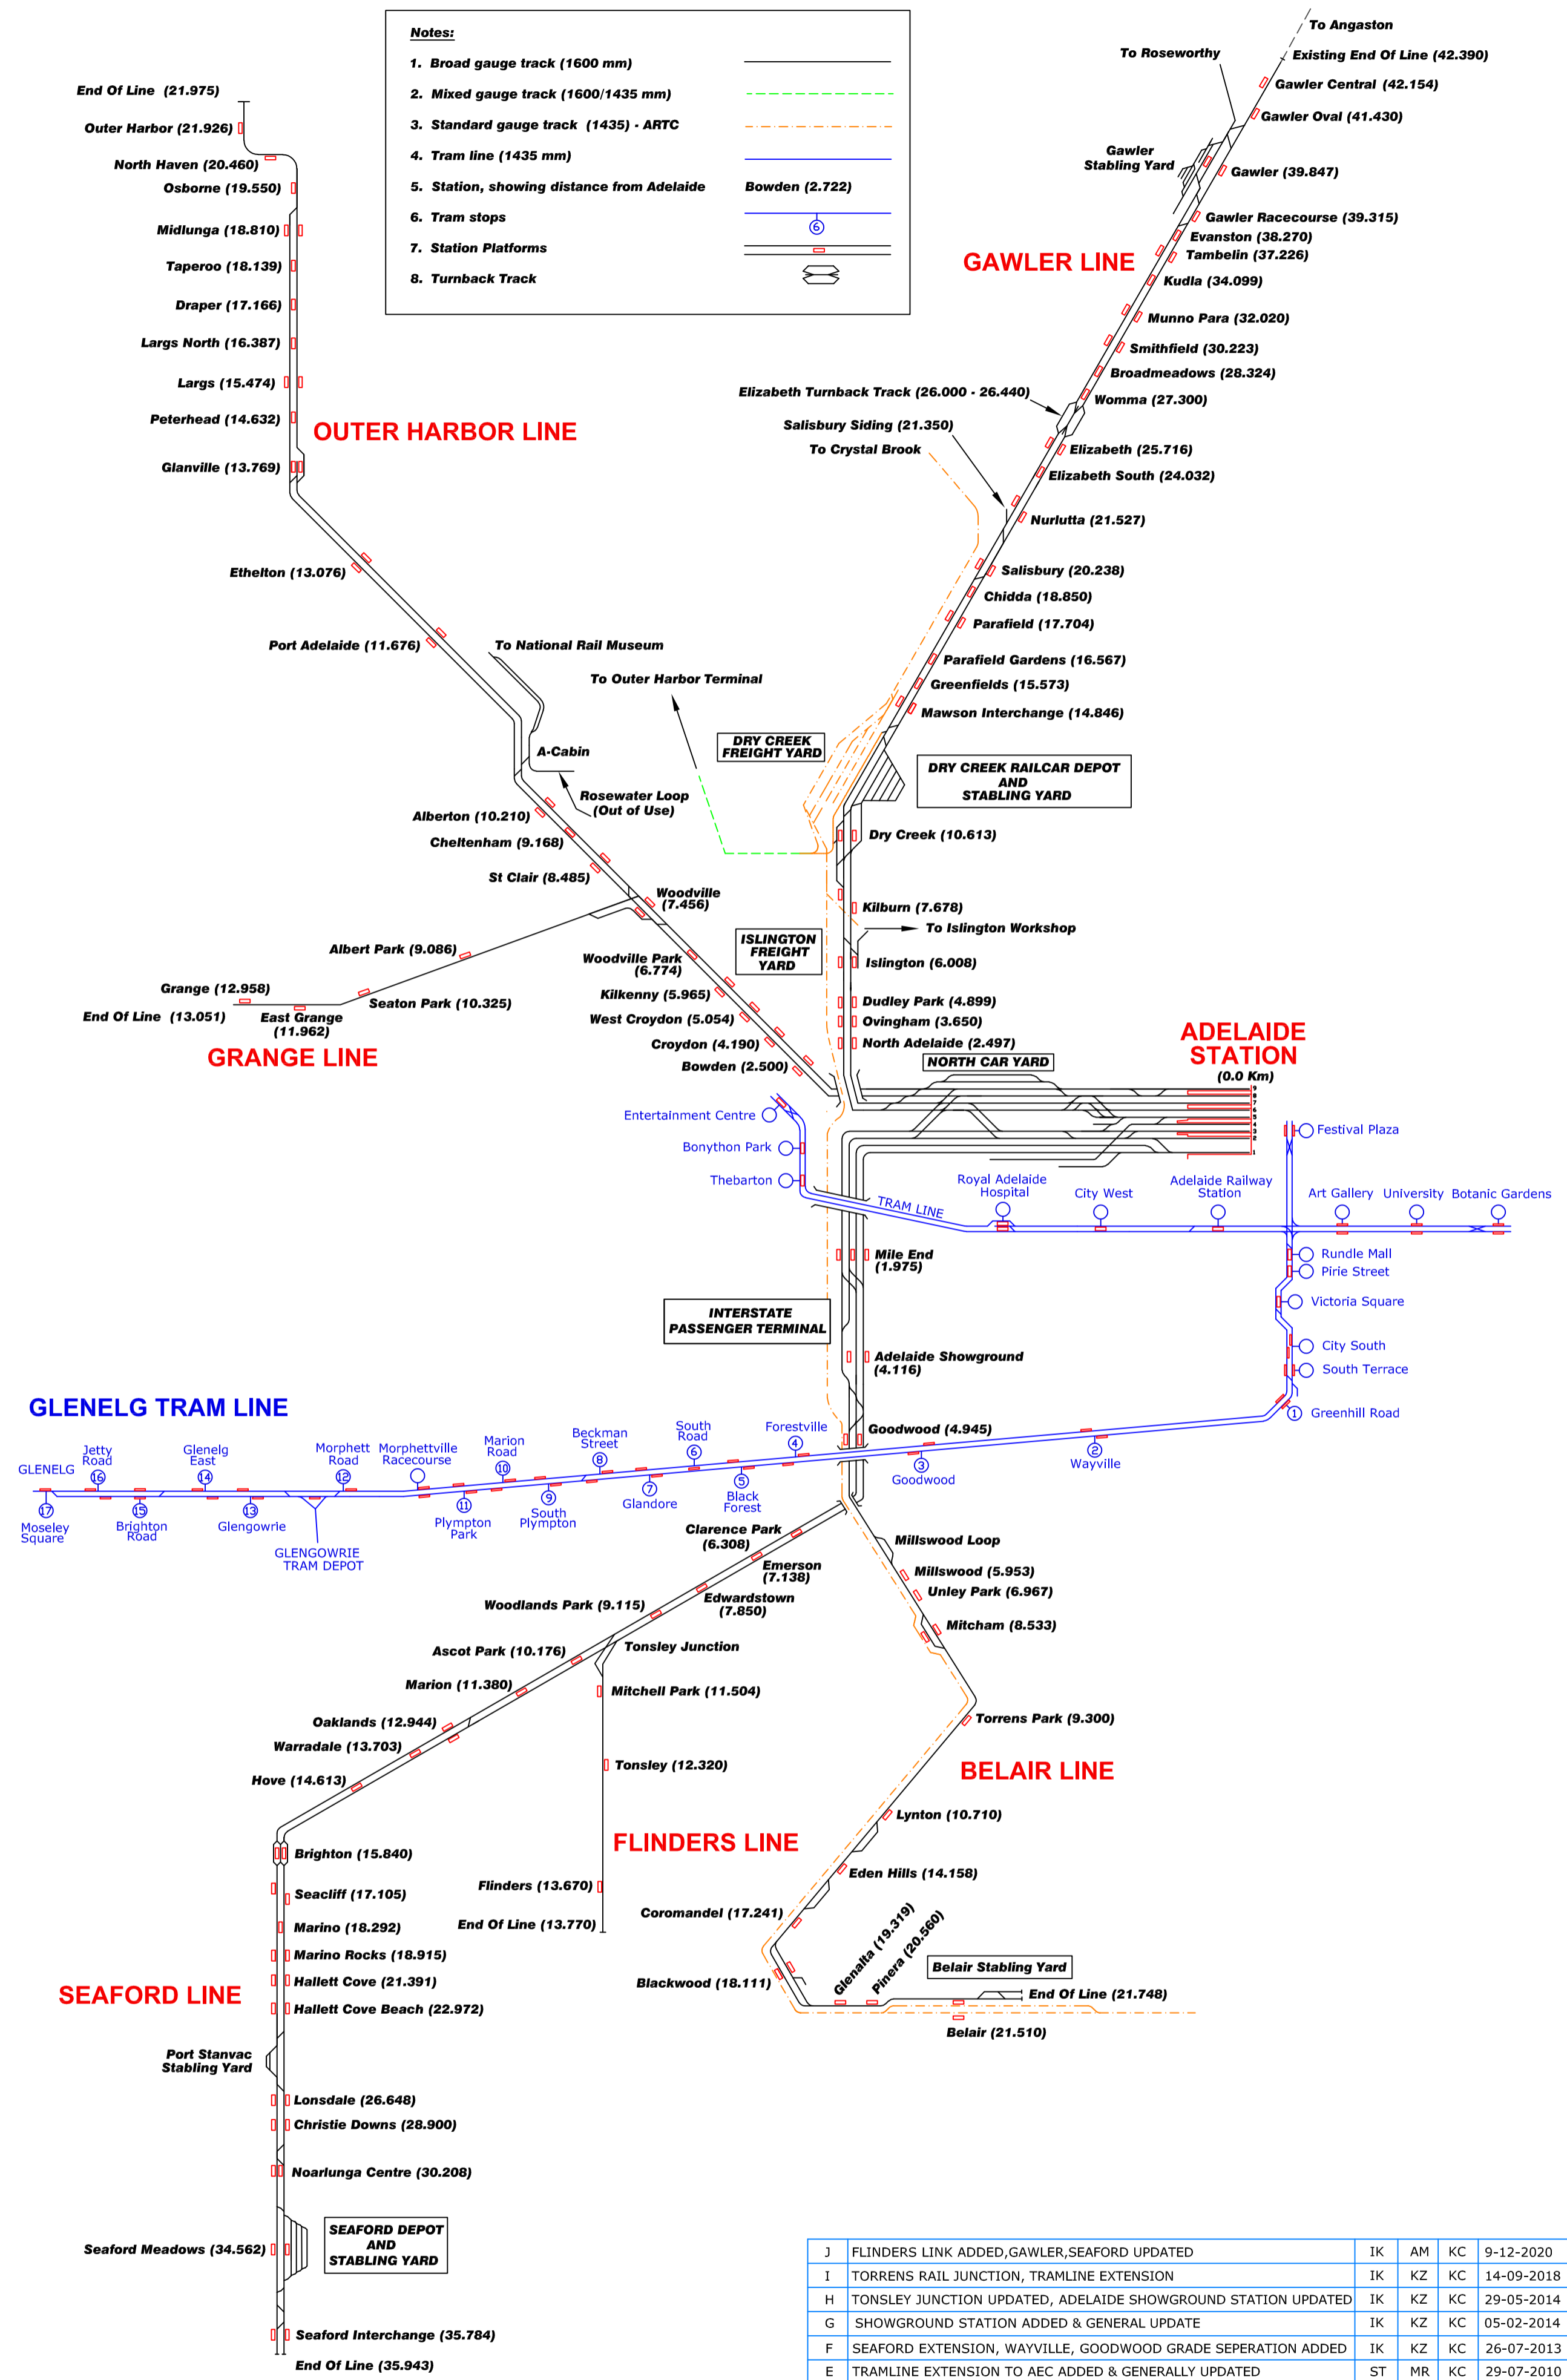 Notes:
1. Broad gauge track (1600 mm)
2. Mixed gauge track (1600/1435 mm)
3. Standard gauge track (1435) - ARTC
4. Tram line (1435 mm)
5. Station, showing distance from Adelaide
Bowden (2.722)
6. Tram stops
6
7. Station Platforms
8. Turnback Track
End Of Line (21.975)
Outer Harbor (21.926)
North Haven (20.460)
Osborne (19.550)
Midlunga (18.810)
Taperoo (18.139)
Draper (17.166)
Largs North (16.387)
Largs (15.474)
Peterhead (14.632)
OUTER HARBOR LINE
Glanville (13.769)
Ethelton (13.076)
Port Adelaide (11.676)
To National Rail Museum
A-Cabin
Rosewater Loop
(Out of Use)
Alberton (10.210)
Cheltenham (9.168)
St Clair (8.485)
Woodville
(7.456)
Woodville Park
(6.774)
Kilkenny (5.965)
West Croydon (5.054)
Croydon (4.190)
Bowden (2.500)
Albert Park (9.086)
Seaton Park (10.325)
Grange (12.958)
East Grange
(11.962)
End Of Line (13.051)
GRANGE LINE
To Angaston
Existing End Of Line (42.390)
To Roseworthy
Gawler Central (42.154)
Gawler Oval (41.430)
Gawler
Stabling Yard
Gawler (39.847)
Gawler Racecourse (39.315)
Evanston (38.270)
Tambelin (37.226)
GAWLER LINE
Kudla (34.099)
Munno Para (32.020)
Smithfield (30.223)
Broadmeadows (28.324)
Womma (27.300)
Elizabeth Turnback Track (26.000 - 26.440)
Salisbury Siding (21.350)
To Crystal Brook
Elizabeth (25.716)
Elizabeth South (24.032)
Nurlutta (21.527)
Salisbury (20.238)
Chidda (18.850)
Parafield (17.704)
Parafield Gardens (16.567)
Greenfields (15.573)
Mawson Interchange (14.846)
To Outer Harbor Terminal
DRY CREEK
FREIGHT YARD
DRY CREEK RAILCAR DEPOT
AND
STABLING YARD
Dry Creek (10.613)
Kilburn (7.678)
To Islington Workshop
ISLINGTON
FREIGHT
YARD
Islington (6.008)
Dudley Park (4.899)
Ovingham (3.650)
North Adelaide (2.497)
NORTH CAR YARD
ADELAIDE
STATION
(0.0 Km)
9
8
7
6
5
4
3
2
1
Entertainment Centre
Bonython Park
Thebarton
TRAM LINE
Royal Adelaide
Hospital
City West
Adelaide Railway
Station
Festival Plaza
Art Gallery
University
Botanic Gardens
Rundle Mall
Pirie Street
Victoria Square
City South
South Terrace
1 Greenhill Road
Mile End
(1.975)
INTERSTATE
PASSENGER TERMINAL
Adelaide Showground
(4.116)
Goodwood (4.945)
GLENELG TRAM LINE
GLENELG
17
Moseley
Square
Jetty
Road
16
15
Brighton
Road
Glenelg
East
14
13
Glengowrie
GLENGOWRIE
TRAM DEPOT
Morphett
Road
12
Morphettville
Racecourse
11
Plympton
Park
Marion
Road
10
9
South
Plympton
Beckman
Street
8
7
Glandore
South
Road
6
5
Black
Forest
Forestville
4
3
Goodwood
2
Wayville
Clarence Park
(6.308)
Emerson
(7.138)
Edwardstown
(7.850)
Woodlands Park (9.115)
Tonsley Junction
Ascot Park (10.176)
Marion (11.380)
Oaklands (12.944)
Warradale (13.703)
Hove (14.613)
Mitchell Park (11.504)
Tonsley (12.320)
FLINDERS LINE
Flinders (13.670)
End Of Line (13.770)
Millswood Loop
Millswood (5.953)
Unley Park (6.967)
Mitcham (8.533)
Torrens Park (9.300)
BELAIR LINE
Lynton (10.710)
Eden Hills (14.158)
Coromandel (17.241)
Blackwood (18.111)
Glenalta (19.319)
Pinera (20.560)
Belair Stabling Yard
End Of Line (21.748)
Belair (21.510)
Brighton (15.840)
Seacliff (17.105)
Marino (18.292)
Marino Rocks (18.915)
Hallett Cove (21.391)
SEAFORD LINE
Hallett Cove Beach (22.972)
Port Stanvac
Stabling Yard
Lonsdale (26.648)
Christie Downs (28.900)
Noarlunga Centre (30.208)
SEAFORD DEPOT
AND
STABLING YARD
Seaford Meadows (34.562)
Seaford Interchange (35.784)
End Of Line (35.943)
J FLINDERS LINK ADDED,GAWLER,SEAFORD UPDATED IK AM KC 9-12-2020
I TORRENS RAIL JUNCTION, TRAMLINE EXTENSION IK KZ KC 14-09-2018
H TONSLEY JUNCTION UPDATED, ADELAIDE SHOWGROUND STATION UPDATED IK KZ KC 29-05-2014
G SHOWGROUND STATION ADDED & GENERAL UPDATE IK KZ KC 05-02-2014
F SEAFORD EXTENSION, WAYVILLE, GOODWOOD GRADE SEPERATION ADDED IK KZ KC 26-07-2013
E TRAMLINE EXTENSION TO AEC ADDED & GENERALLY UPDATED ST MR KC 29-07-2010